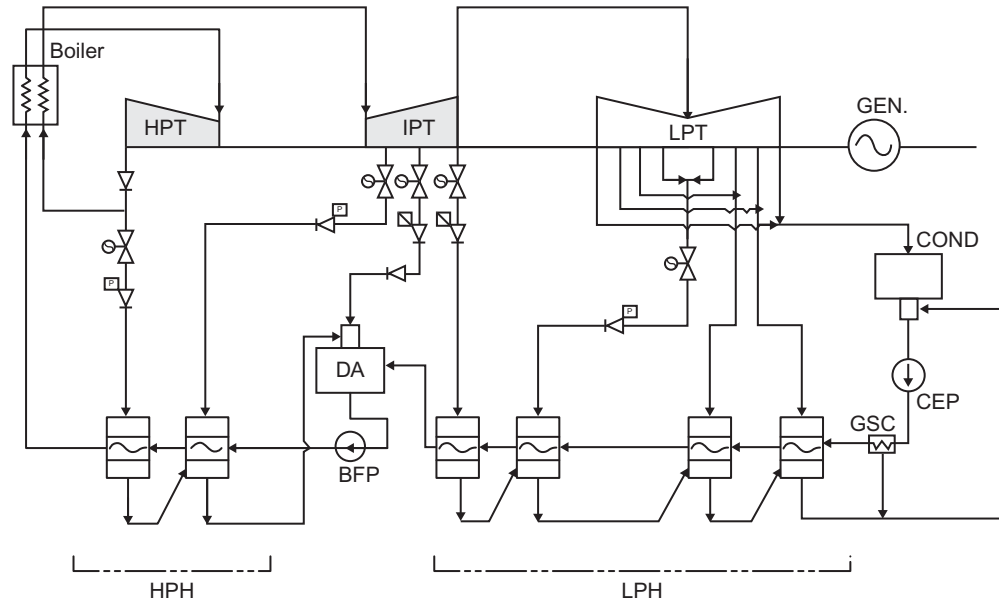 Boiler
HPT
IPT
LPT
GEN.
P
P
P
COND
DA
CEP
GSC
BFP
HPH
LPH